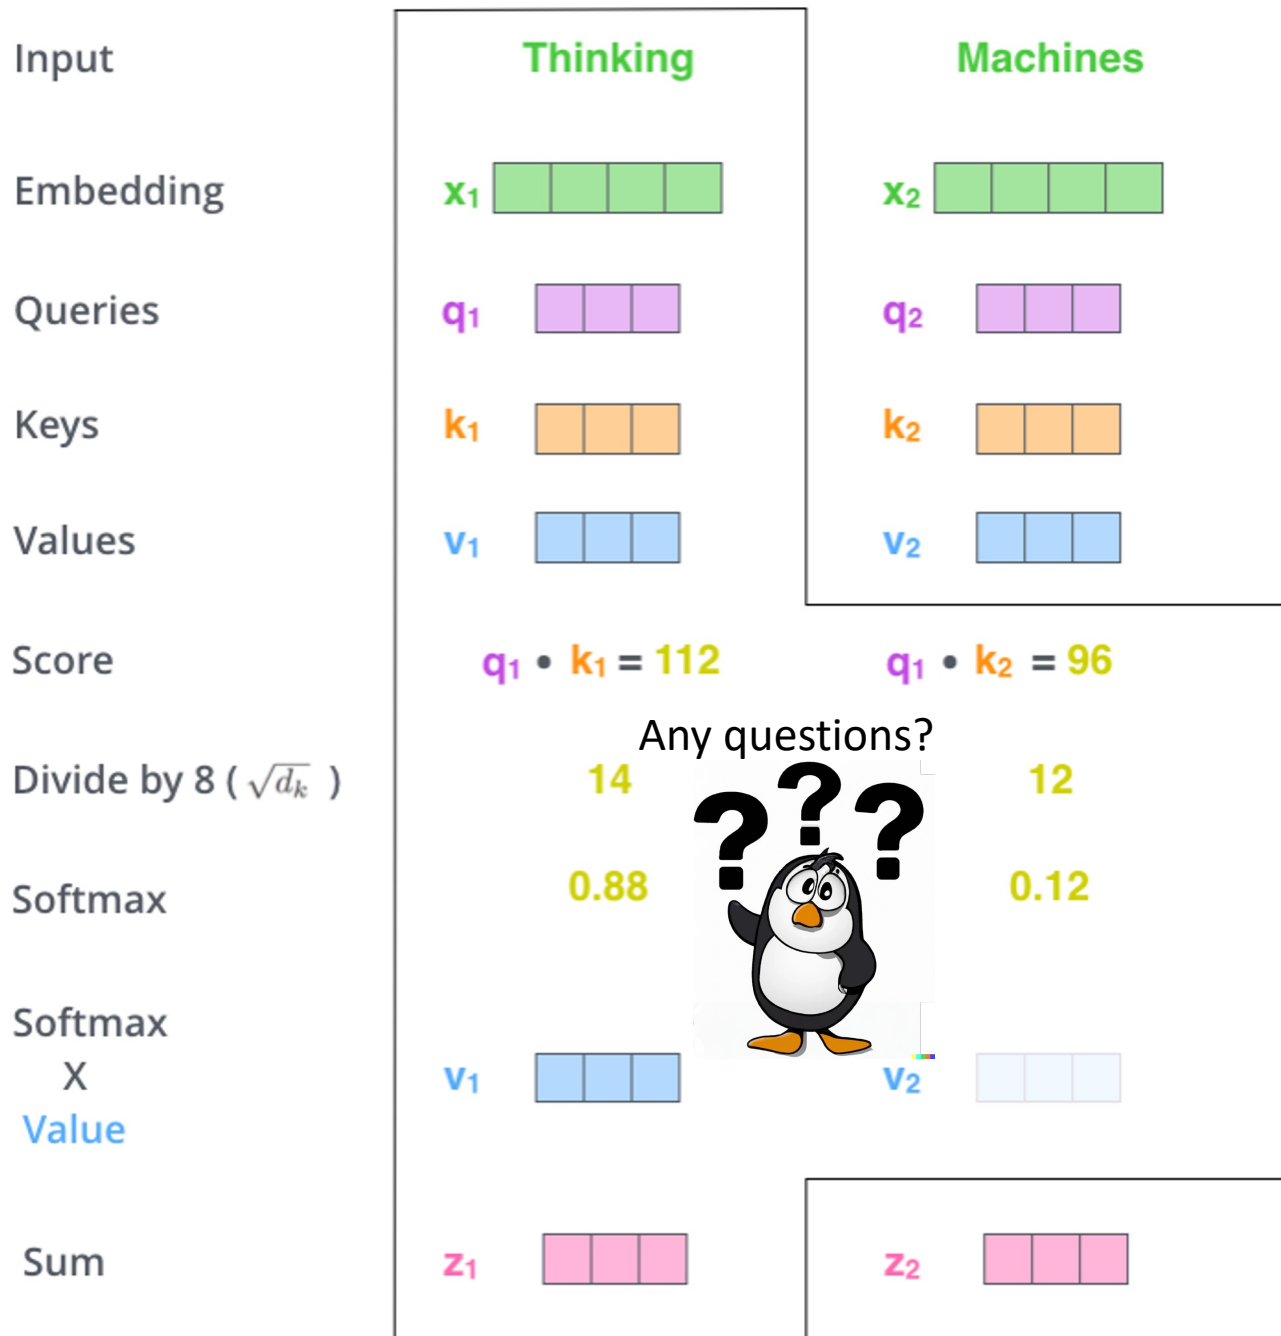 Input Thinking Machines
Embedding x₁ x₂
Queries q₁ q₂
Keys k₁ k₂
Values v₁ v₂
Score q₁ • k₁ = 112 q₁ • k₂ = 96
Any questions?
Divide by 8 ( √dₖ ) 14 12
? ? ?
Softmax 0.88 0.12
Softmax
X v₁ v₂
Value
Sum z₁ z₂